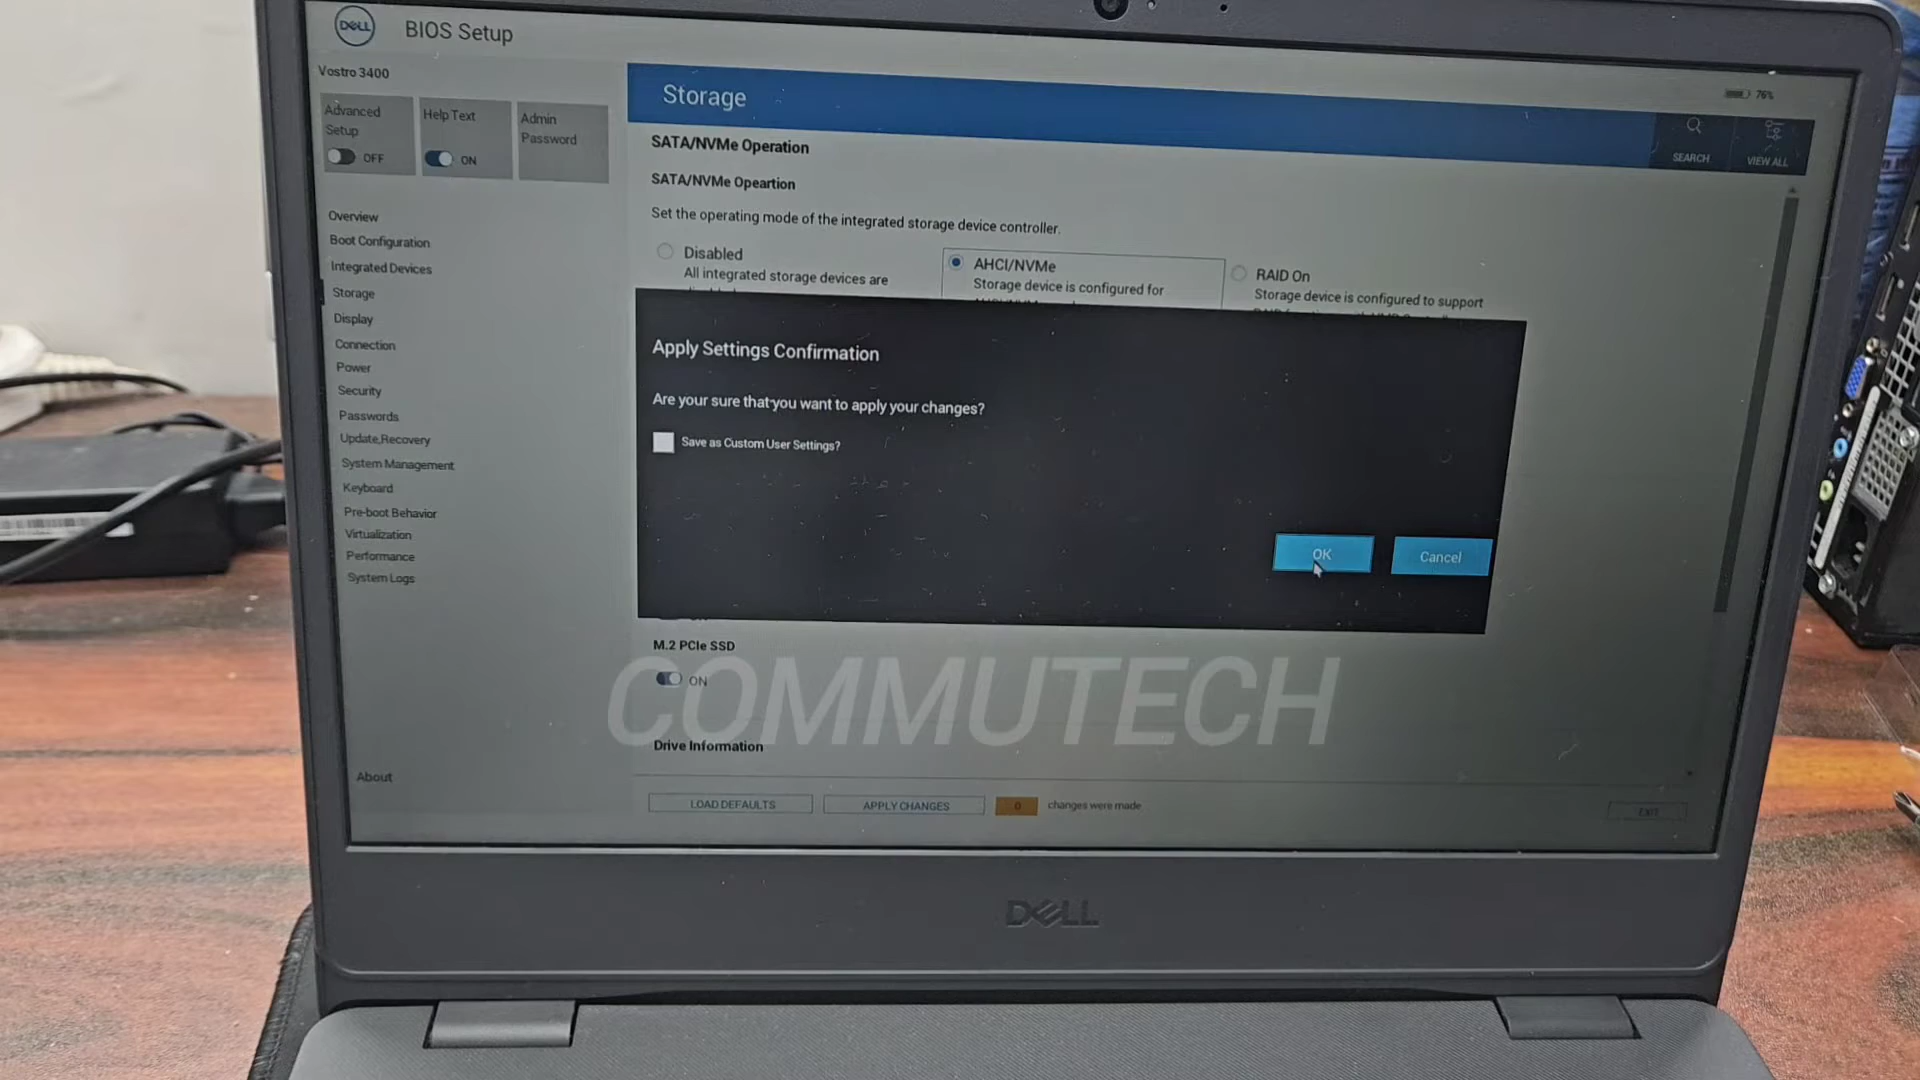 DELL
BIOS Setup
Vostro 3400
Advanced Setup
OFF
Help Text
ON
Admin Password
Storage
76%
SEARCH
VIEW ALL
Overview
Boot Configuration
Integrated Devices
Storage
Display
Connection
Power
Security
Passwords
Update,Recovery
System Management
Keyboard
Pre-boot Behavior
Virtualization
Performance
System Logs
About
SATA/NVMe Operation
SATA/NVMe Opeartion
Set the operating mode of the integrated storage device controller.
Disabled
All integrated storage devices are
AHCI/NVMe
Storage device is configured for
RAID On
Storage device is configured to support
Apply Settings Confirmation
Are your sure that you want to apply your changes?
Save as Custom User Settings?
OK
Cancel
M.2 PCIe SSD
ON
COMMUTECH
Drive Information
LOAD DEFAULTS
APPLY CHANGES
0
changes were made
EXIT
DELL